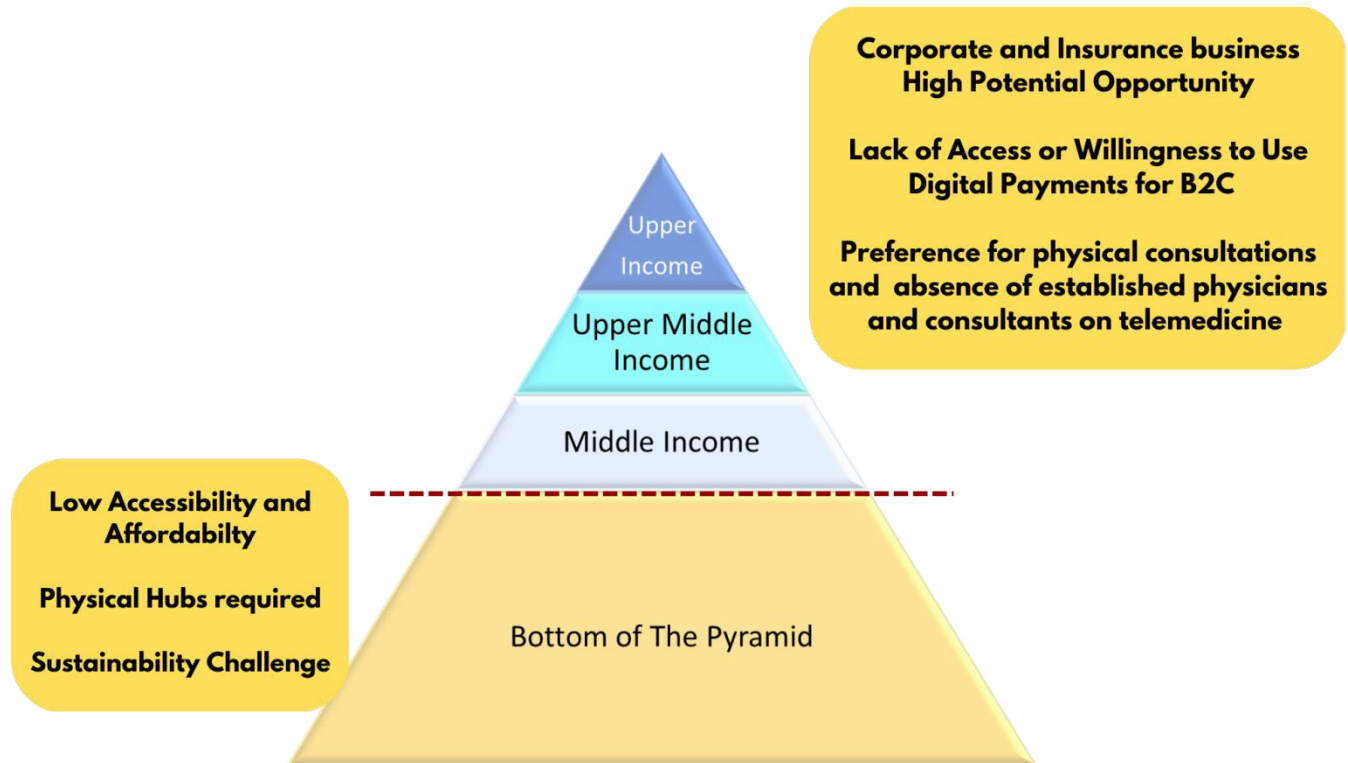 Corporate and Insurance business
High Potential Opportunity
Lack of Access or Willingness to Use
Digital Payments for B2C
Preference for physical consultations
and absence of established physicians
and consultants on telemedicine
Upper
Income
Upper Middle
Income
Middle Income
Low Accessibility and
Affordabilty
Physical Hubs required
Sustainability Challenge
Bottom of The Pyramid